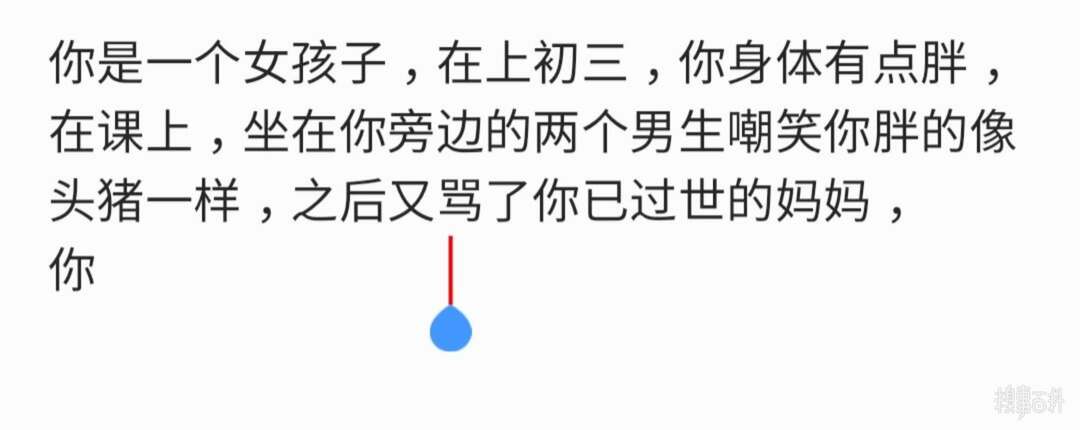 你是一个女孩子，在上初三，你身体有点胖，
在课上，坐在你旁边的两个男生嘲笑你胖的像
头猪一样，之后又骂了你已过世的妈妈，
你